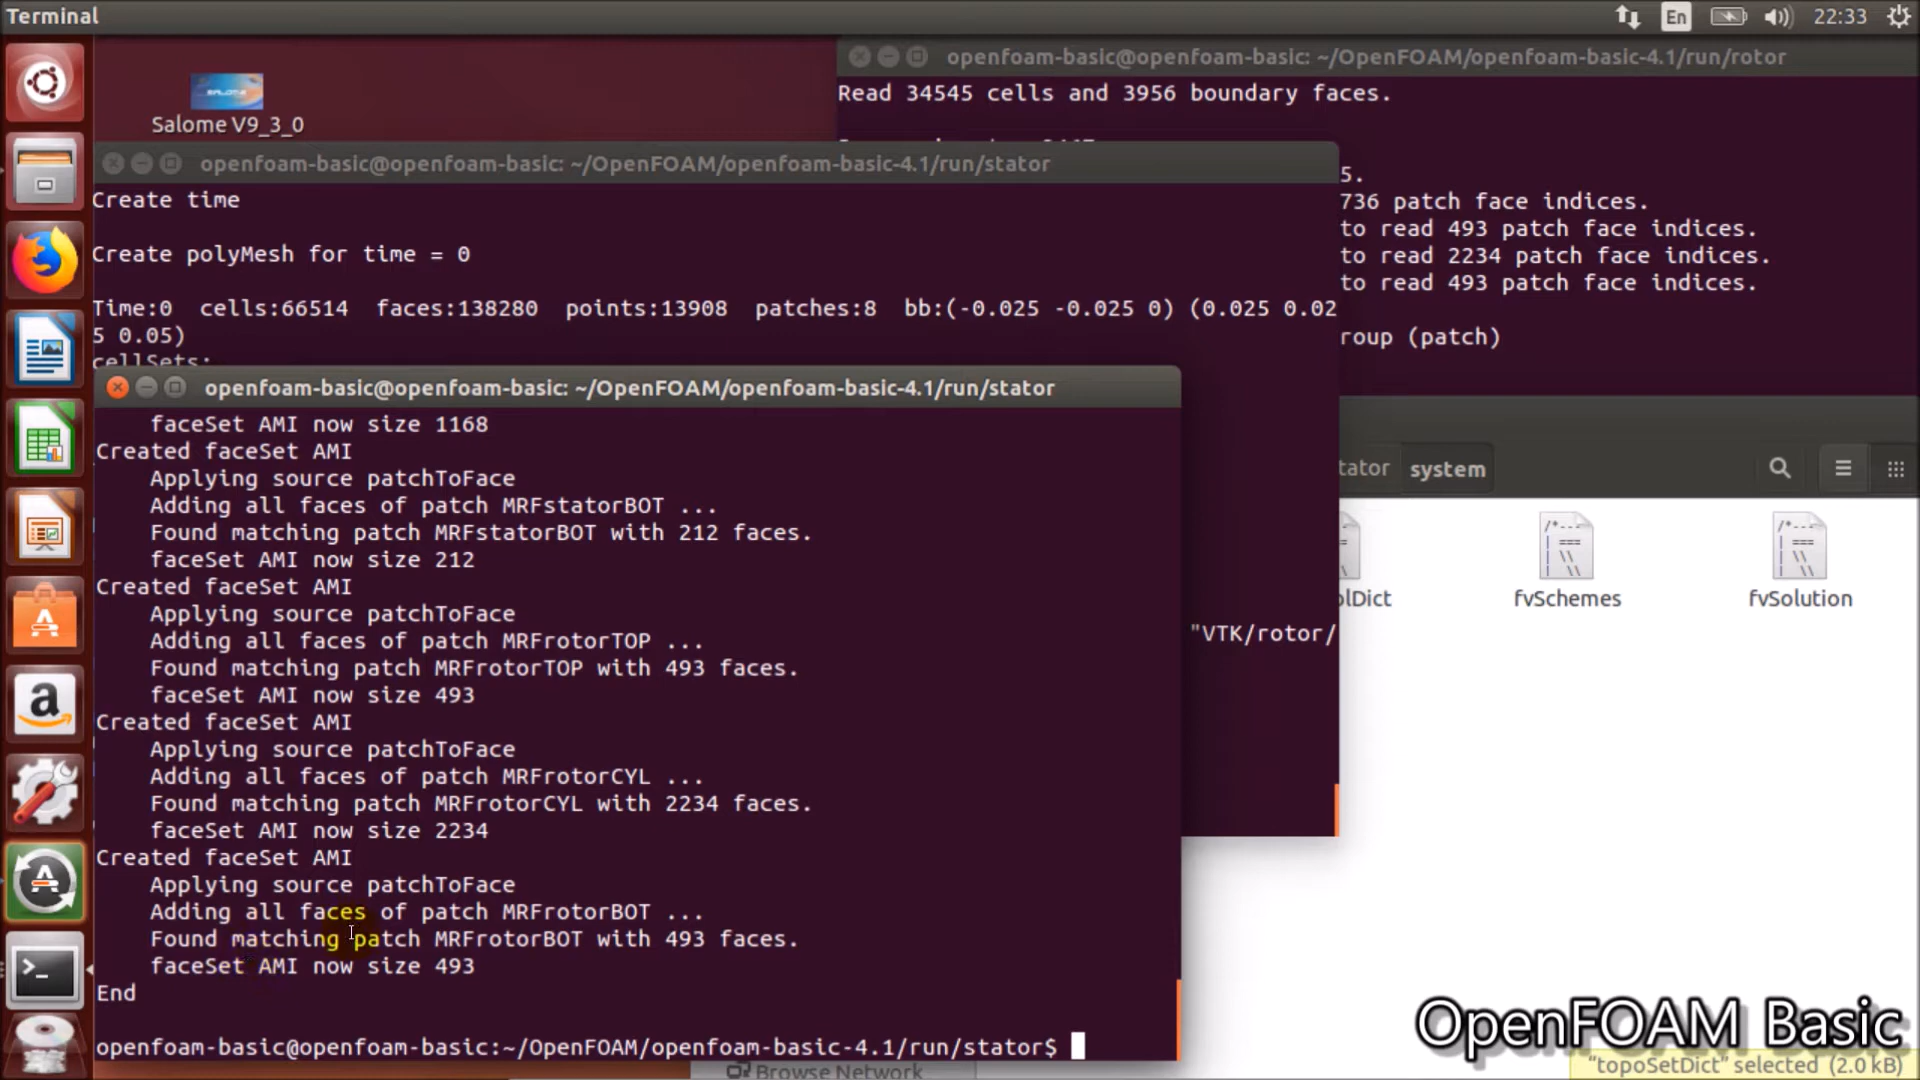 Terminal
En
22:33
Salome V9_3_0
openfoam-basic@openfoam-basic: ~/OpenFOAM/openfoam-basic-4.1/run/rotor
Read 34545 cells and 3956 boundary faces.
5.
736 patch face indices.
to read 493 patch face indices.
to read 2234 patch face indices.
to read 493 patch face indices.
roup (patch)
openfoam-basic@openfoam-basic: ~/OpenFOAM/openfoam-basic-4.1/run/stator
Create time
Create polyMesh for time = 0
Time:0  cells:66514  faces:138280  points:13908  patches:8  bb:(-0.025 -0.025 0) (0.025 0.02
5 0.05)
cellSets:
"VTK/rotor/
openfoam-basic@openfoam-basic: ~/OpenFOAM/openfoam-basic-4.1/run/stator
faceSet AMI now size 1168
Created faceSet AMI
Applying source patchToFace
Adding all faces of patch MRFstatorBOT ...
Found matching patch MRFstatorBOT with 212 faces.
faceSet AMI now size 212
Created faceSet AMI
Applying source patchToFace
Adding all faces of patch MRFrotorTOP ...
Found matching patch MRFrotorTOP with 493 faces.
faceSet AMI now size 493
Created faceSet AMI
Applying source patchToFace
Adding all faces of patch MRFrotorCYL ...
Found matching patch MRFrotorCYL with 2234 faces.
faceSet AMI now size 2234
Created faceSet AMI
Applying source patchToFace
Adding all faces of patch MRFrotorBOT ...
Found matching patch MRFrotorBOT with 493 faces.
faceSet AMI now size 493
End
openfoam-basic@openfoam-basic:~/OpenFOAM/openfoam-basic-4.1/run/stator$
tator system
olDict
fvSchemes
fvSolution
OpenFOAM Basic
Browse Network
"topoSetDict" selected (2.0 kB)